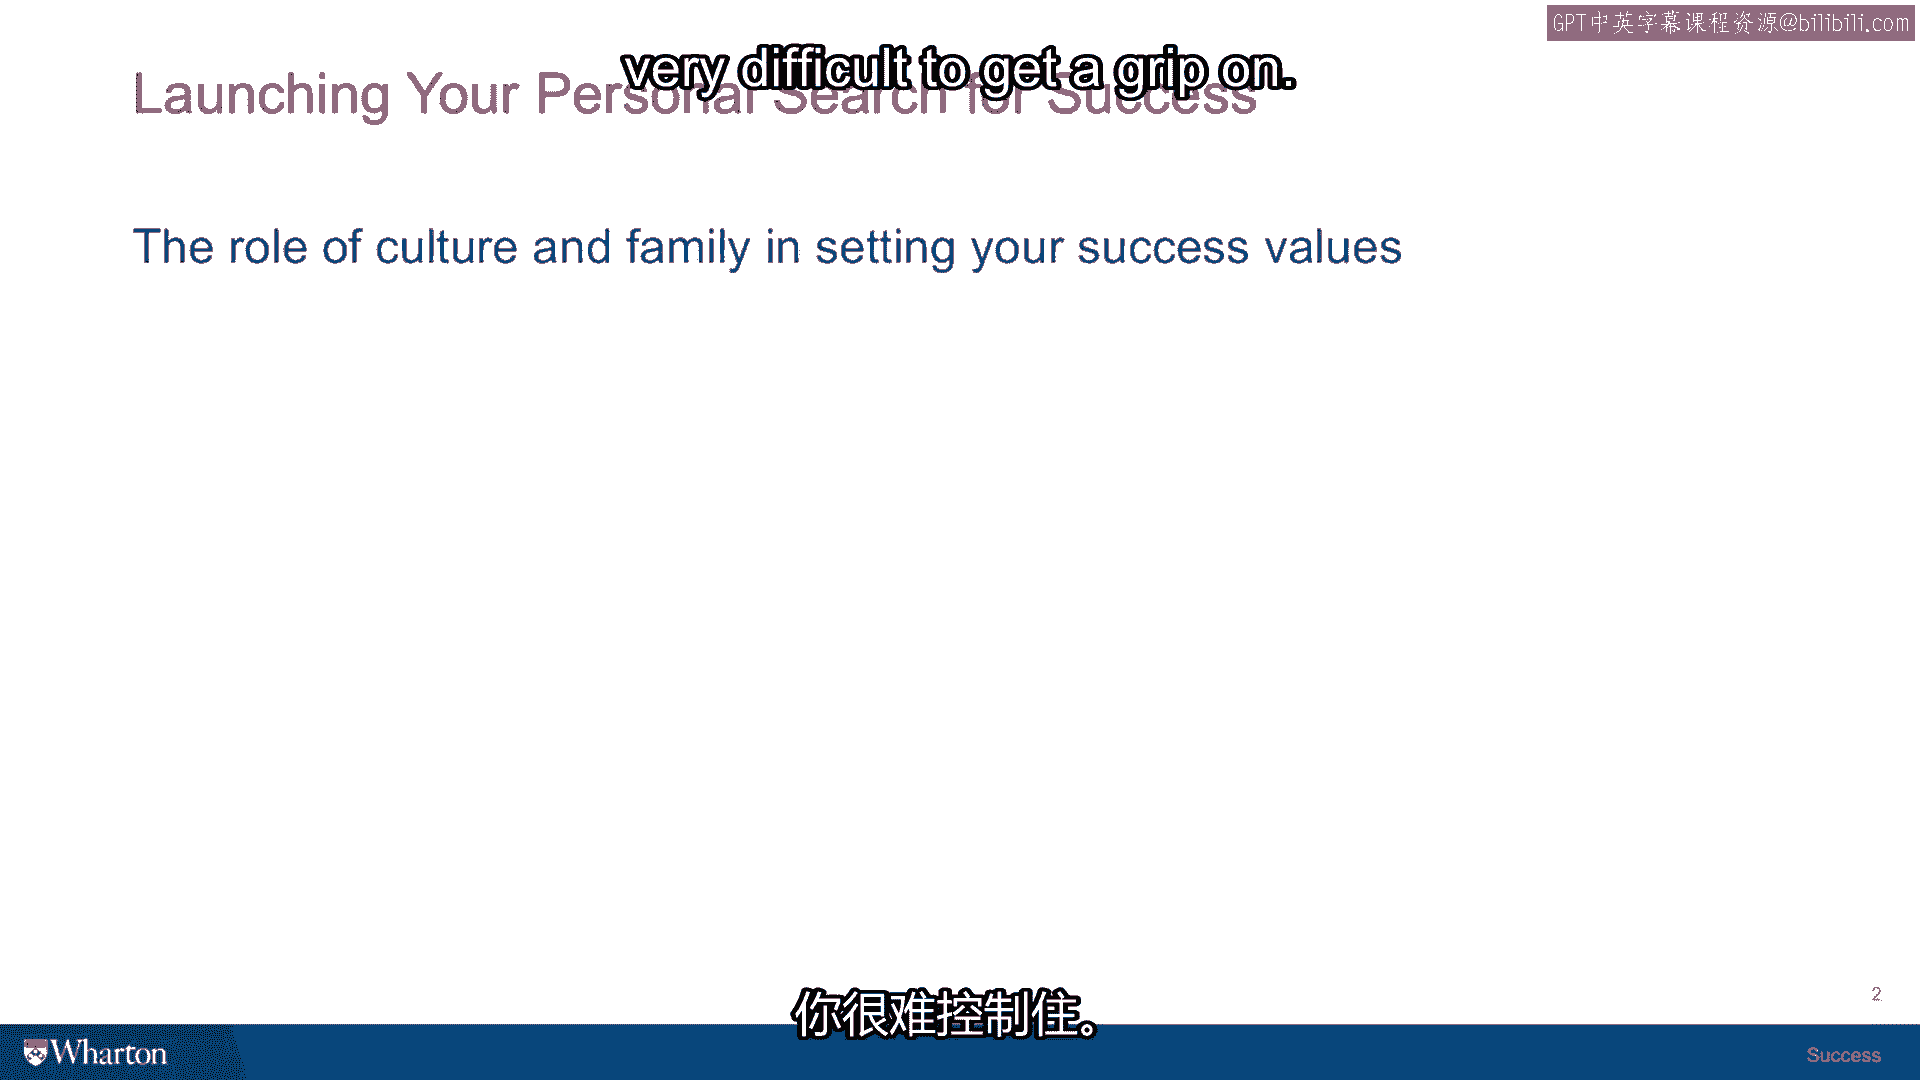 GPT中英字幕课程资源@bilibili.com
very difficult to get a grip on.
Launching Your Personal Search for Success
The role of culture and family in setting your success values
2
你很难控制住。
Wharton
Success